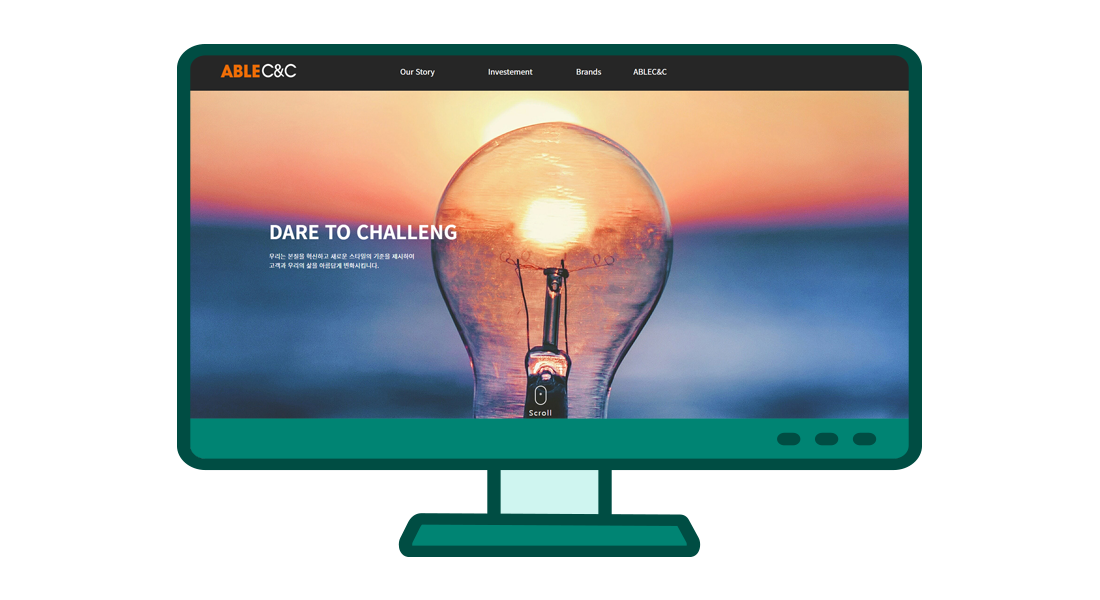 ABLEC&C
Our Story Investement Brands ABLEC&C
DARE TO CHALLENG
우리는 본질을 혁신하고 새로운 스타일의 기준을 제시하여
고객과 우리의 삶을 아름답게 변화시킵니다.
Scroll